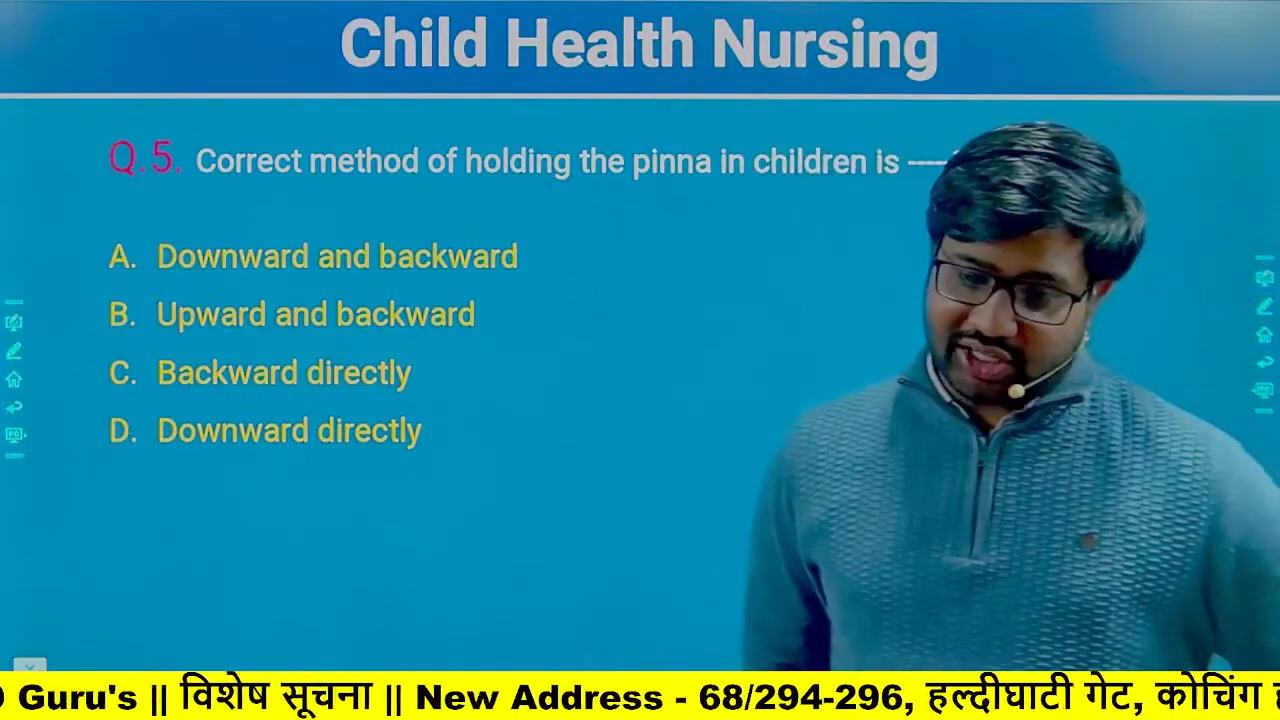 Child Health Nursing
Q.5. Correct method of holding the pinna in children is ----
A. Downward and backward
B. Upward and backward
C. Backward directly
D. Downward directly
Guru's || विशेष सूचना || New Address - 68/294-296, हल्दीघाटी गेट, कोचिंग